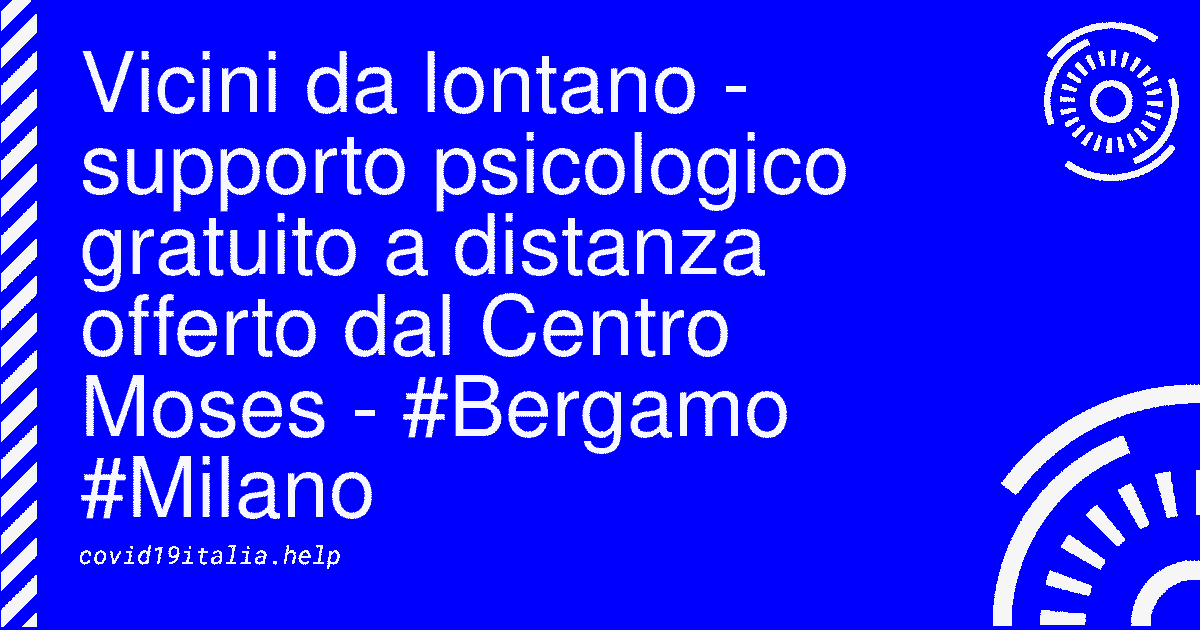 Vicini da lontano -
supporto psicologico
gratuito a distanza
offerto dal Centro
Moses - #Bergamo
#Milano
covid19italia.help